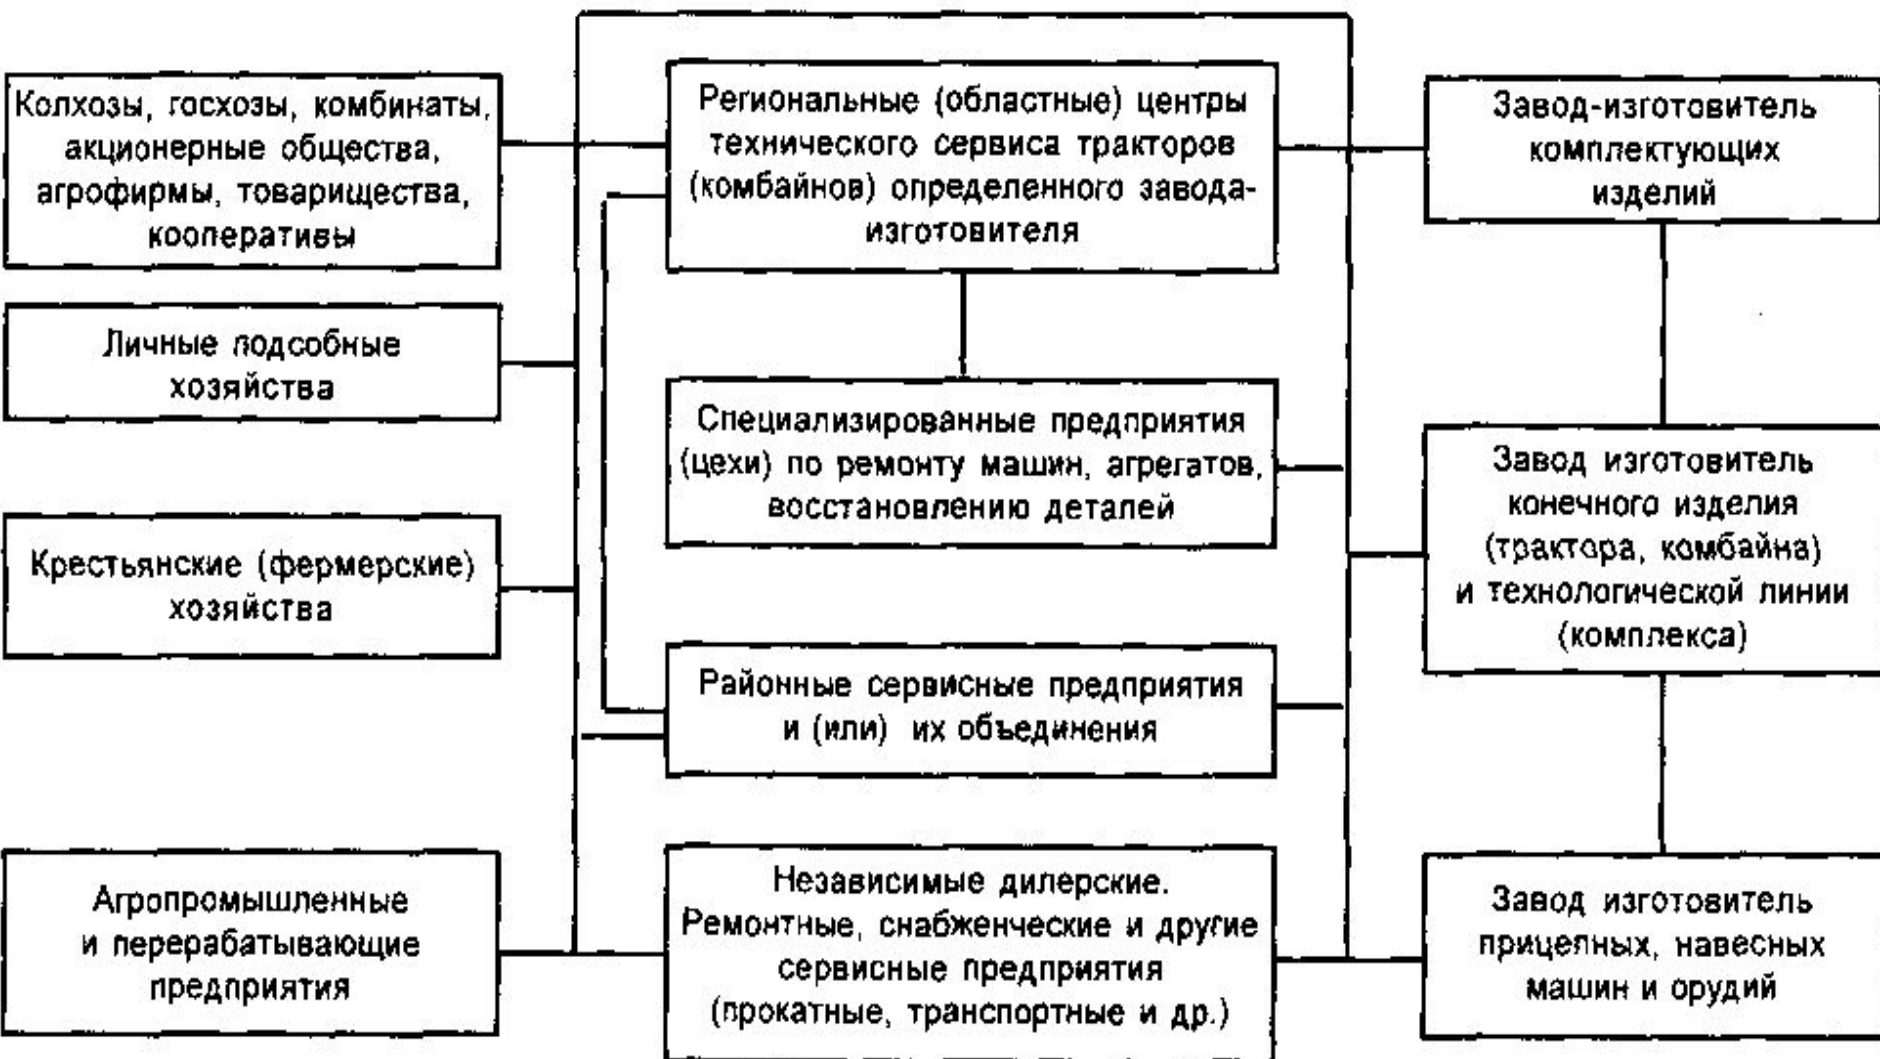 Колхозы, госхозы, комбинаты,
акционерные общества,
агрофирмы, товарищества,
кооперативы
Личные подсобные
хозяйства
Крестьянские (фермерские)
хозяйства
Агропромышленные
и перерабатывающие
предприятия
Региональные (областные) центры
технического сервиса тракторов
(комбайнов) определенного завода-
изготовителя
Специализированные предприятия
(цехи) по ремонту машин, агрегатов,
восстановлению деталей
Районные сервисные предприятия
и (или) их объединения
Независимые дилерские.
Ремонтные, снабженческие и другие
сервисные предприятия
(прокатные, транспортные и др.)
Завод-изготовитель
комплектующих
изделий
Завод изготовитель
конечного изделия
(трактора, комбайна)
и технологической линии
(комплекса)
Завод изготовитель
прицепных, навесных
машин и орудий